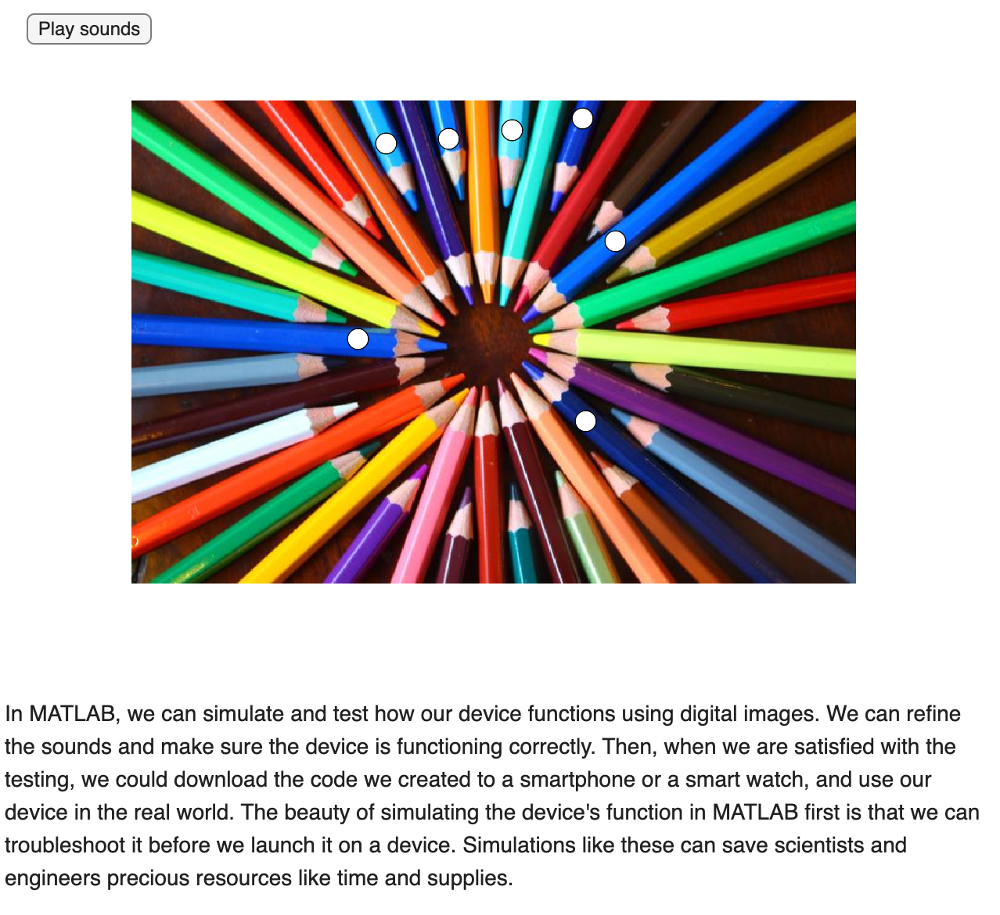 Play sounds
In MATLAB, we can simulate and test how our device functions using digital images. We can refine
the sounds and make sure the device is functioning correctly. Then, when we are satisfied with the
testing, we could download the code we created to a smartphone or a smart watch, and use our
device in the real world. The beauty of simulating the device's function in MATLAB first is that we can
troubleshoot it before we launch it on a device. Simulations like these can save scientists and
engineers precious resources like time and supplies.